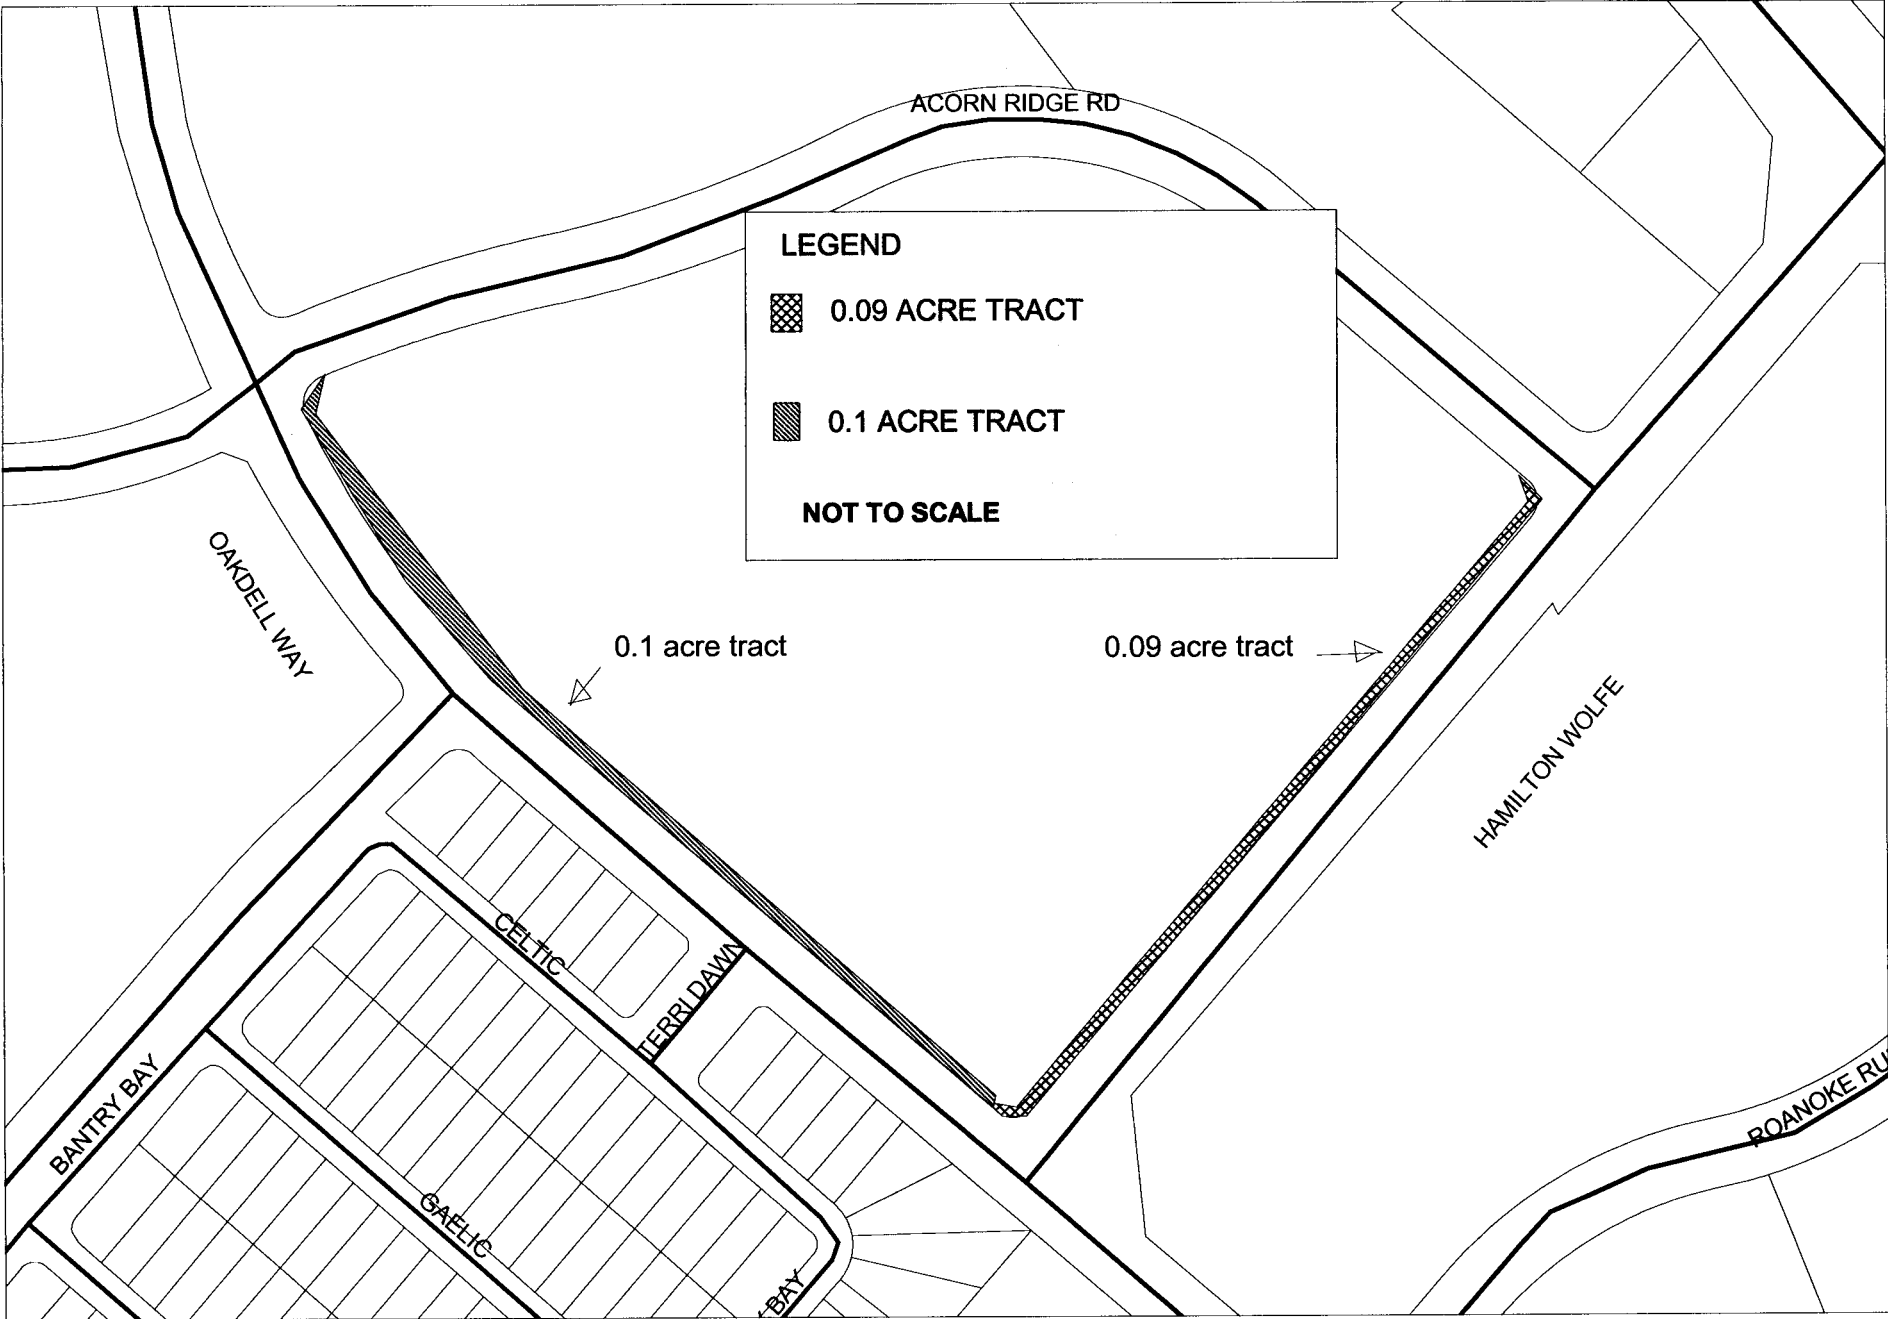 ACORN RIDGE RD
LEGEND
0.09 ACRE TRACT
0.1 ACRE TRACT
NOT TO SCALE
OAKDELL WAY
0.1 acre tract
0.09 acre tract
HAMILTON WOLFE
CELTIC
TERRI DAWN
BANTRY BAY
ROANOKE RU
GAELIC
Y BAY